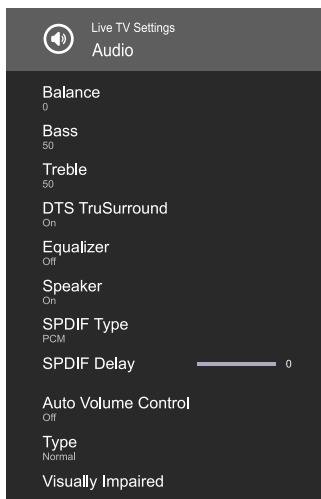 Live TV Settings
Audio
Balance
0
Bass
50
Treble
50
DTS TruSurround
On
Equalizer
Off
Speaker
On
SPDIF Type
PCM
SPDIF Delay 0
Auto Volume Control
Off
Type
Normal
Visually Impaired